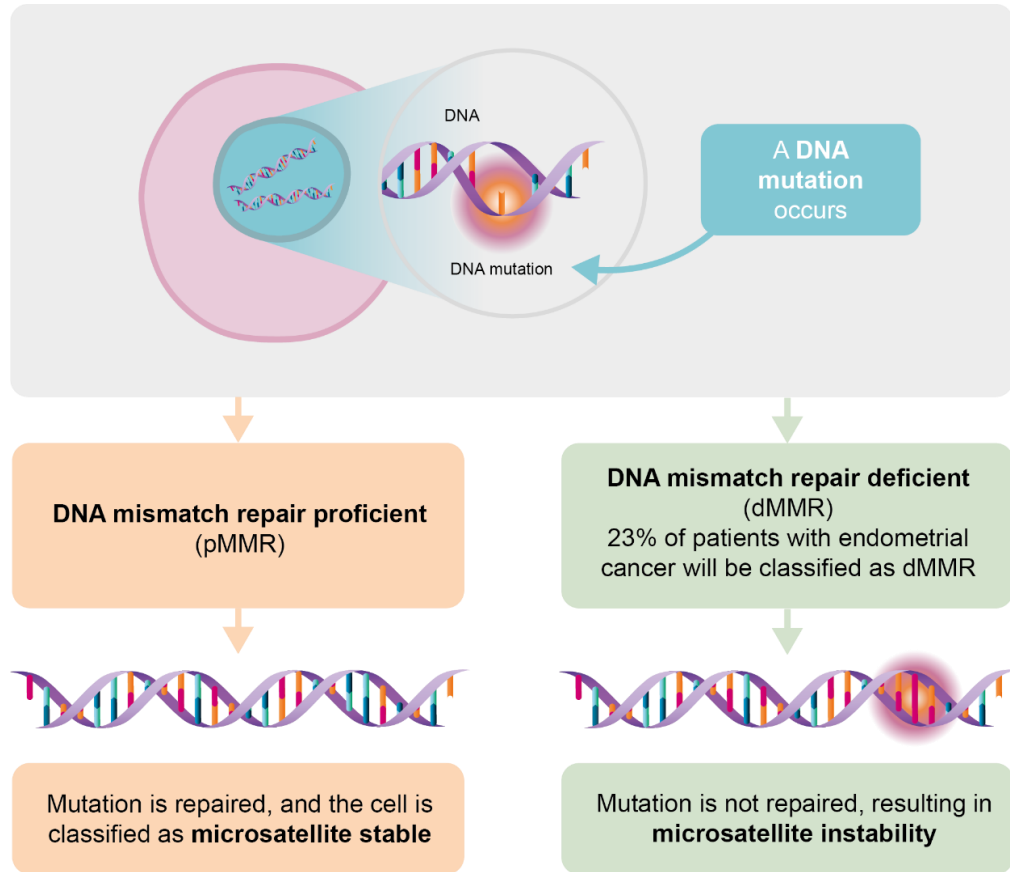 DNA
A DNA
mutation
occurs
DNA mutation
DNA mismatch repair proficient
(pMMR)
DNA mismatch repair deficient
(dMMR)
23% of patients with endometrial
cancer will be classified as dMMR
Mutation is repaired, and the cell is
classified as microsatellite stable
Mutation is not repaired, resulting in
microsatellite instability